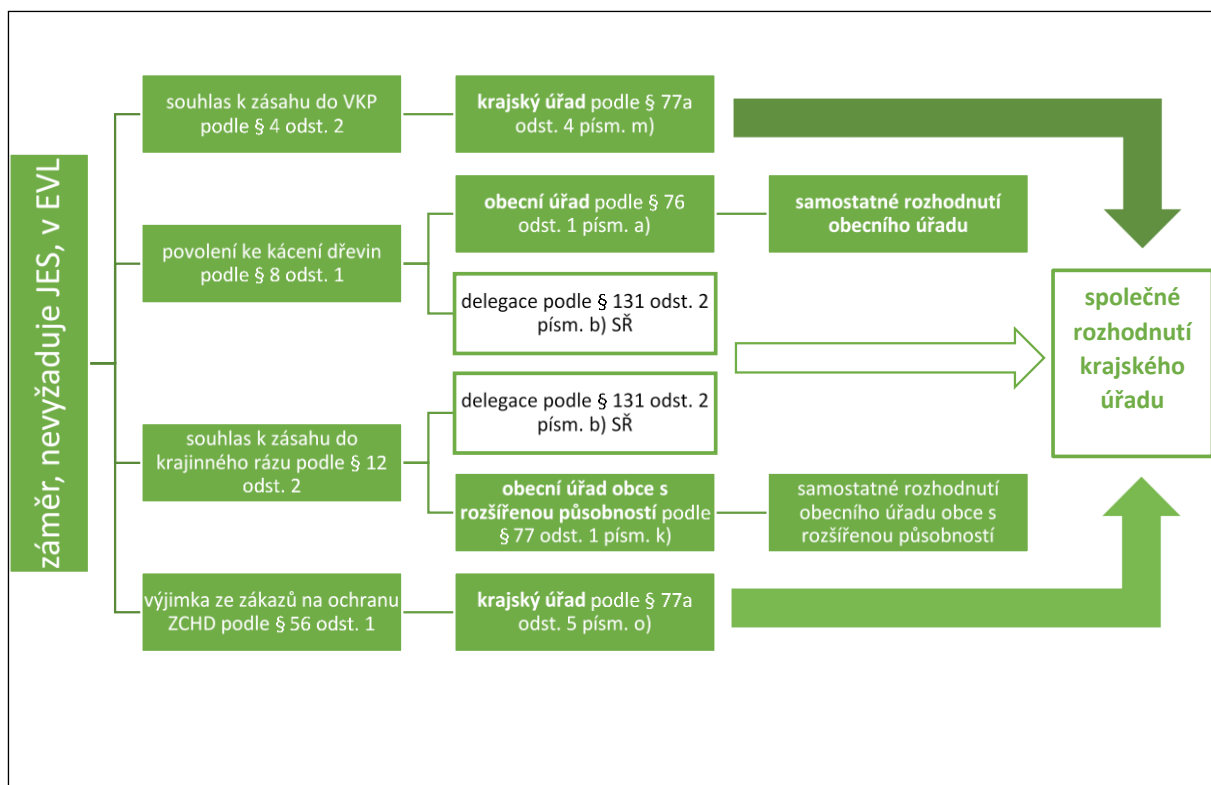 záměr, nevyžaduje JES, v EVL
souhlas k zásahu do VKP
podle § 4 odst. 2
krajský úřad podle § 77a
odst. 4 písm. m)
povolení ke kácení dřevin
podle § 8 odst. 1
obecní úřad podle § 76
odst. 1 písm. a)
samostatné rozhodnutí
obecního úřadu
delegace podle § 131 odst. 2
písm. b) SŘ
souhlas k zásahu do
krajinného rázu podle § 12
odst. 2
delegace podle § 131 odst. 2
písm. b) SŘ
obecní úřad obce s
rozšířenou působností podle
§ 77 odst. 1 písm. k)
samostatné rozhodnutí
obecního úřadu obce s
rozšířenou působností
výjimka ze zákazů na ochranu
ZCHD podle § 56 odst. 1
krajský úřad podle § 77a
odst. 5 písm. o)
společné
rozhodnutí
krajského
úřadu